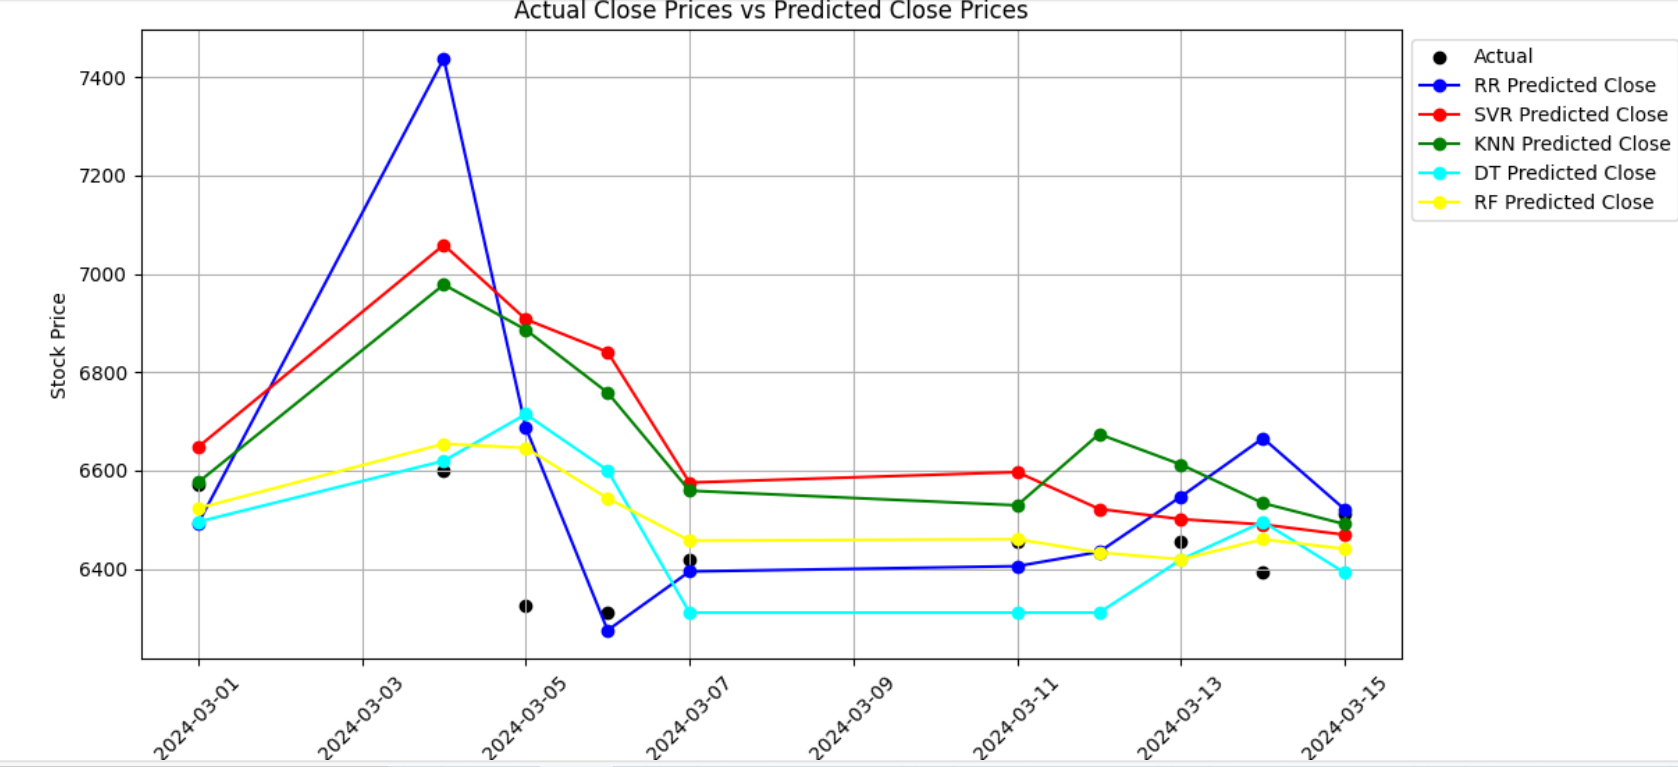 Actual Close Prices vs Predicted Close Prices
Stock Price
7400
7200
7000
6800
6600
6400
2024-03-01
2024-03-03
2024-03-05
2024-03-07
2024-03-09
2024-03-11
2024-03-13
2024-03-15
Actual
RR Predicted Close
SVR Predicted Close
KNN Predicted Close
DT Predicted Close
RF Predicted Close